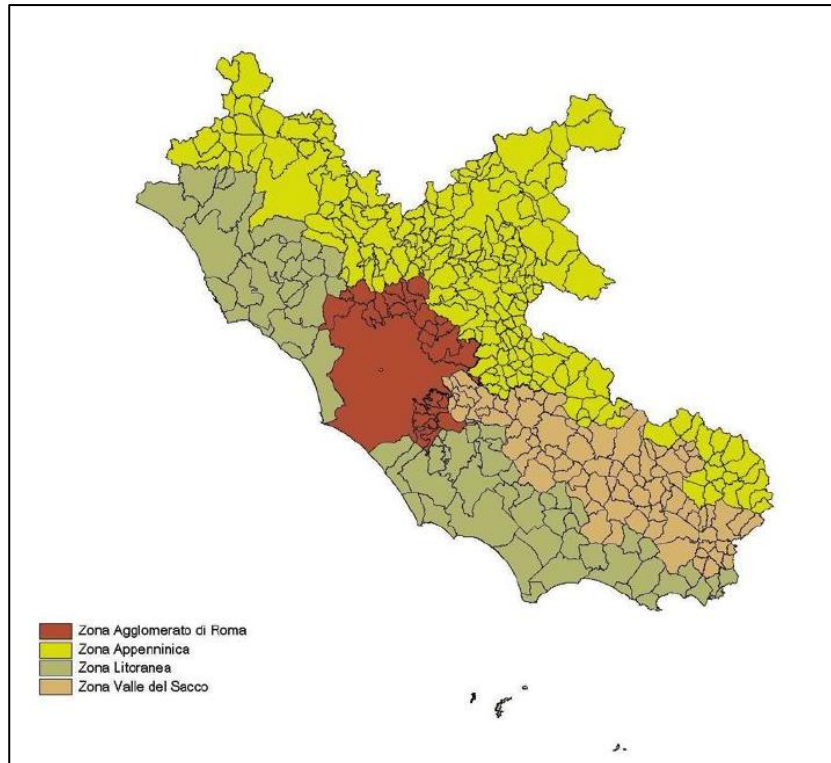 Zona Agglomerato di Roma
Zona Appenninica
Zona Litoranea
Zona Valle del Sacco